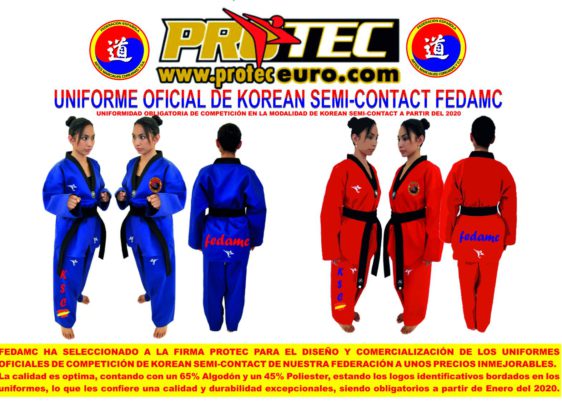 PROTEC
www.proteceuro.com
UNIFORME OFICIAL DE KOREAN SEMI-CONTACT FEDAMC
UNIFORMIDAD OBLIGATORIA DE COMPETICIÓN EN LA MODALIDAD DE KOREAN SEMI-CONTACT A PARTIR DEL 2020
道
道
fedamc
fedamc
KSC
KSC
FEDAMC HA SELECCIONADO A LA FIRMA PROTEC PARA EL DISEÑO Y COMERCIALIZACIÓN DE LOS UNIFORMES
OFICIALES DE COMPETICIÓN DE KOREAN SEMI-CONTACT DE NUESTRA FEDERACIÓN A UNOS PRECIOS INMEJORABLES.
La calidad es optima, contando con un 65% Algodón y un 45% Poliester, estando los logos identificativos bordados en los
uniformes, lo que les confiere una calidad y durabilidad excepcionales, siendo obligatorios a partir de Enero del 2020.